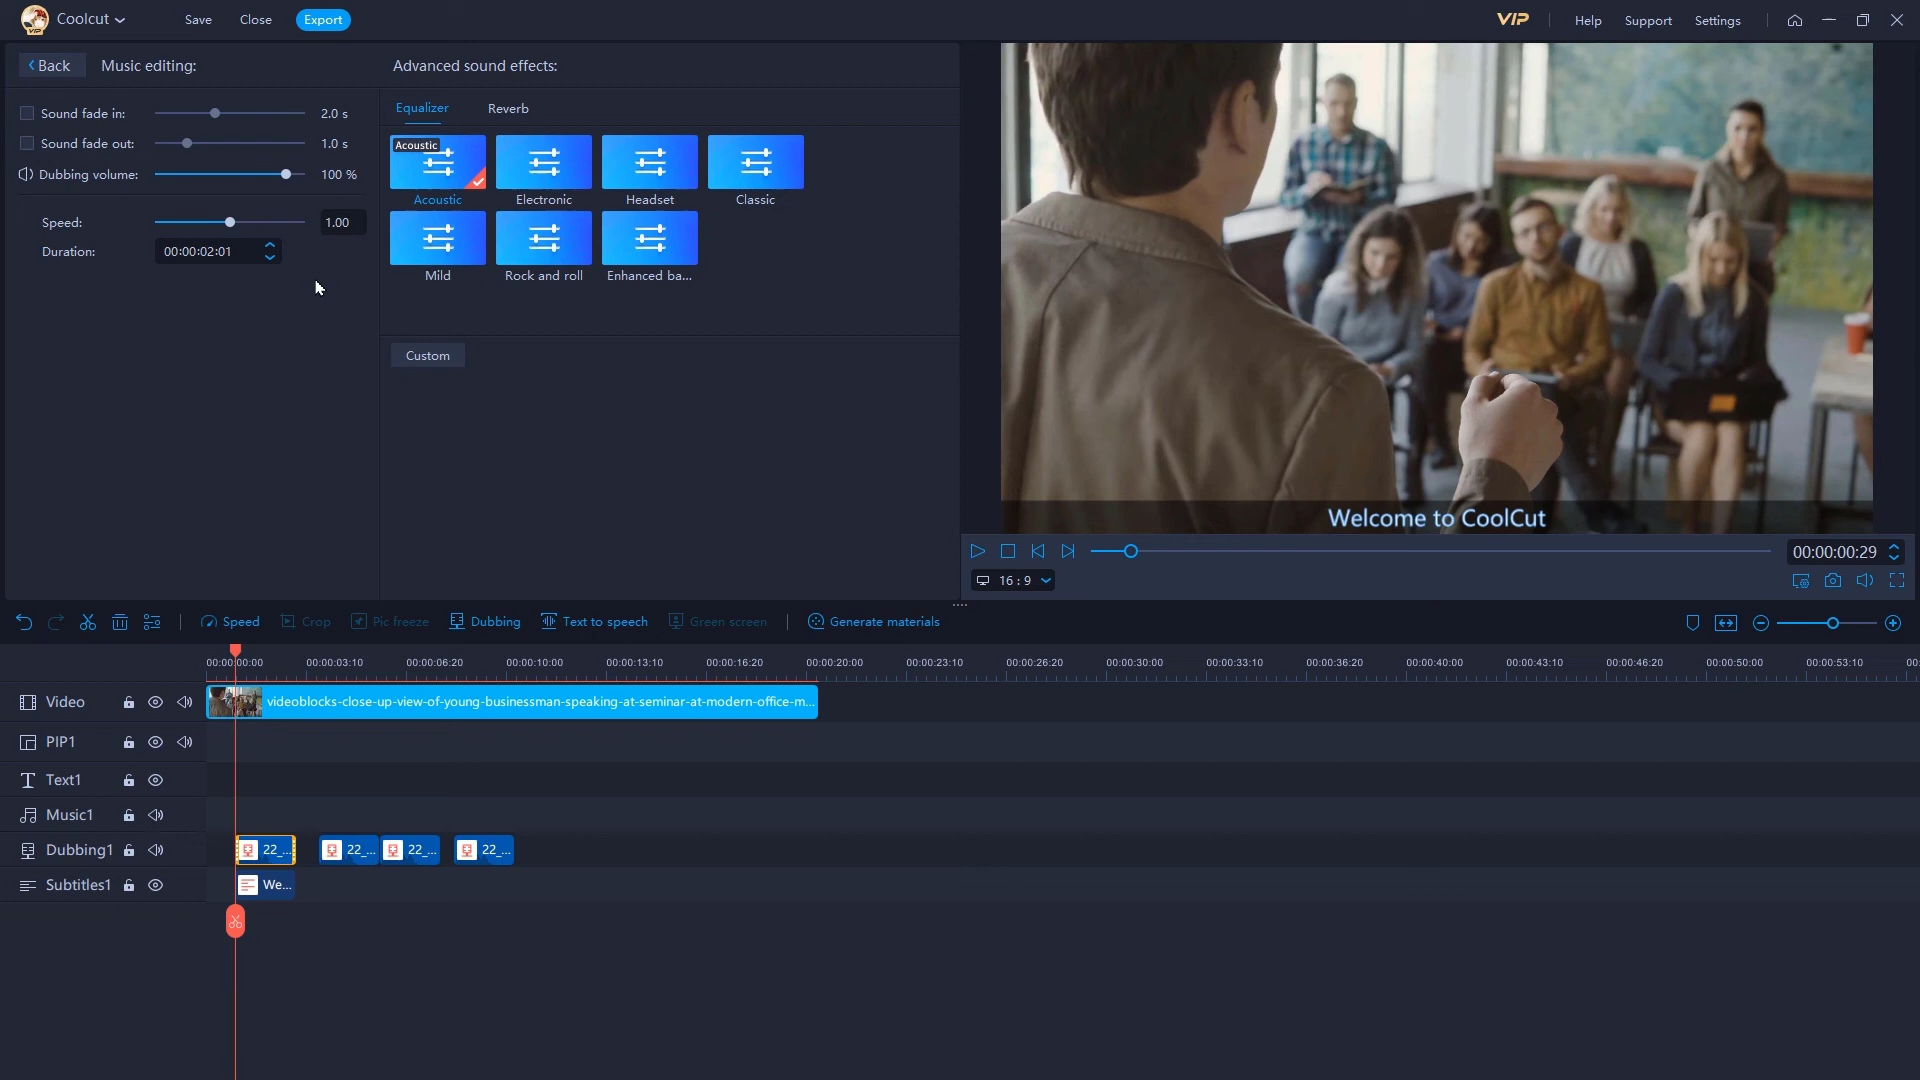 VIP
Coolcut
Save
Close
Export
VIP
Help
Support
Settings
Back
Music editing:
Advanced sound effects:
Sound fade in:
2.0 s
Sound fade out:
1.0 s
Dubbing volume:
100 %
Speed:
1.00
Duration:
00:00:02:01
Equalizer
Reverb
Acoustic
Acoustic
Electronic
Headset
Classic
Mild
Rock and roll
Enhanced ba...
Custom
Welcome to CoolCut
00:00:00:29
16 : 9
Speed
Crop
Pic freeze
Dubbing
Text to speech
Green screen
Generate materials
00:00:00:00
00:00:03:10
00:00:06:20
00:00:10:00
00:00:13:10
00:00:16:20
00:00:20:00
00:00:23:10
00:00:26:20
00:00:30:00
00:00:33:10
00:00:36:20
00:00:40:00
00:00:43:10
00:00:46:20
00:00:50:00
00:00:53:10
00:
Video
videoblocks-close-up-view-of-young-businessman-speaking-at-seminar-at-modern-office-m...
PIP1
Text1
Music1
Dubbing1
22_...
22_...
22_...
22_...
Subtitles1
We...